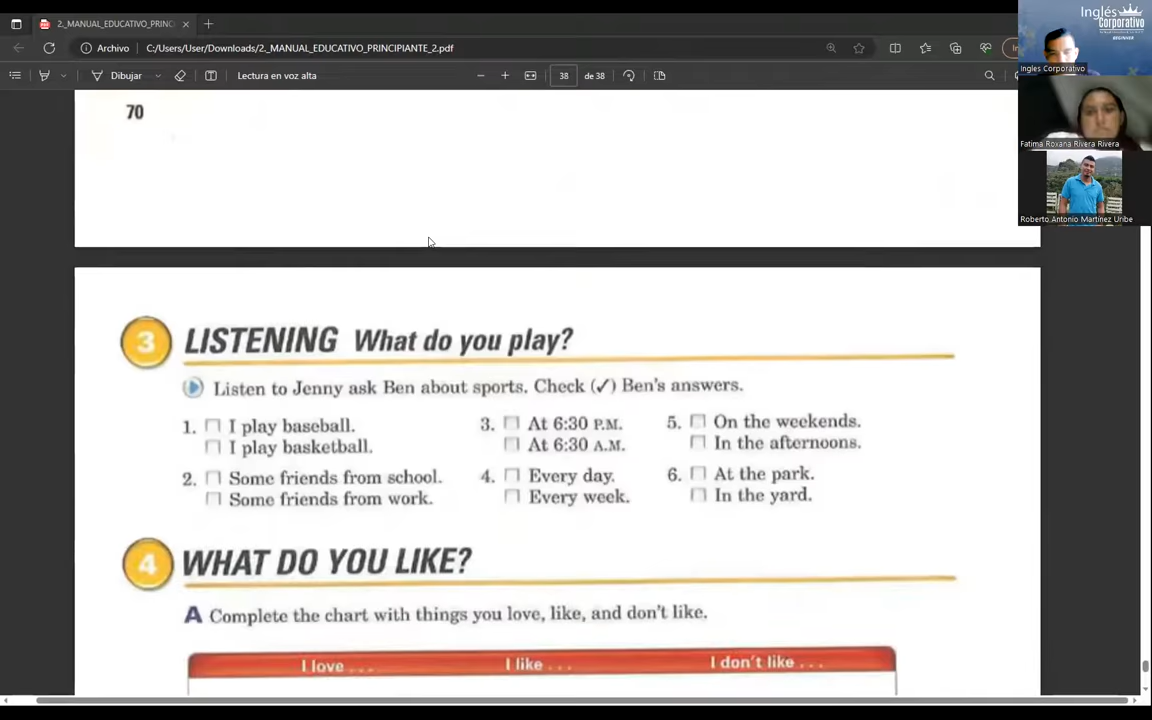 2._MANUAL_EDUCATIVO_PRINCI
Archivo
C:/Users/User/Downloads/2._MANUAL_EDUCATIVO_PRINCIPIANTE_2.pdf
Dibujar
Lectura en voz alta
38
de 38
Inglés
Corporativo
BEGINNER
Ingles Corporativo
Fatima Roxana Rivera Rivera
Roberto Antonio Martinez Uribe
70
3
LISTENING What do you play?
Listen to Jenny ask Ben about sports. Check (✓) Ben's answers.
1. I play baseball.
I play basketball.
2. Some friends from school.
Some friends from work.
3. At 6:30 P.M.
At 6:30 A.M.
4. Every day.
Every week.
5. On the weekends.
In the afternoons.
6. At the park.
In the yard.
4
WHAT DO YOU LIKE?
A Complete the chart with things you love, like, and don't like.
I love . . .
I like . . .
I don't like . . .